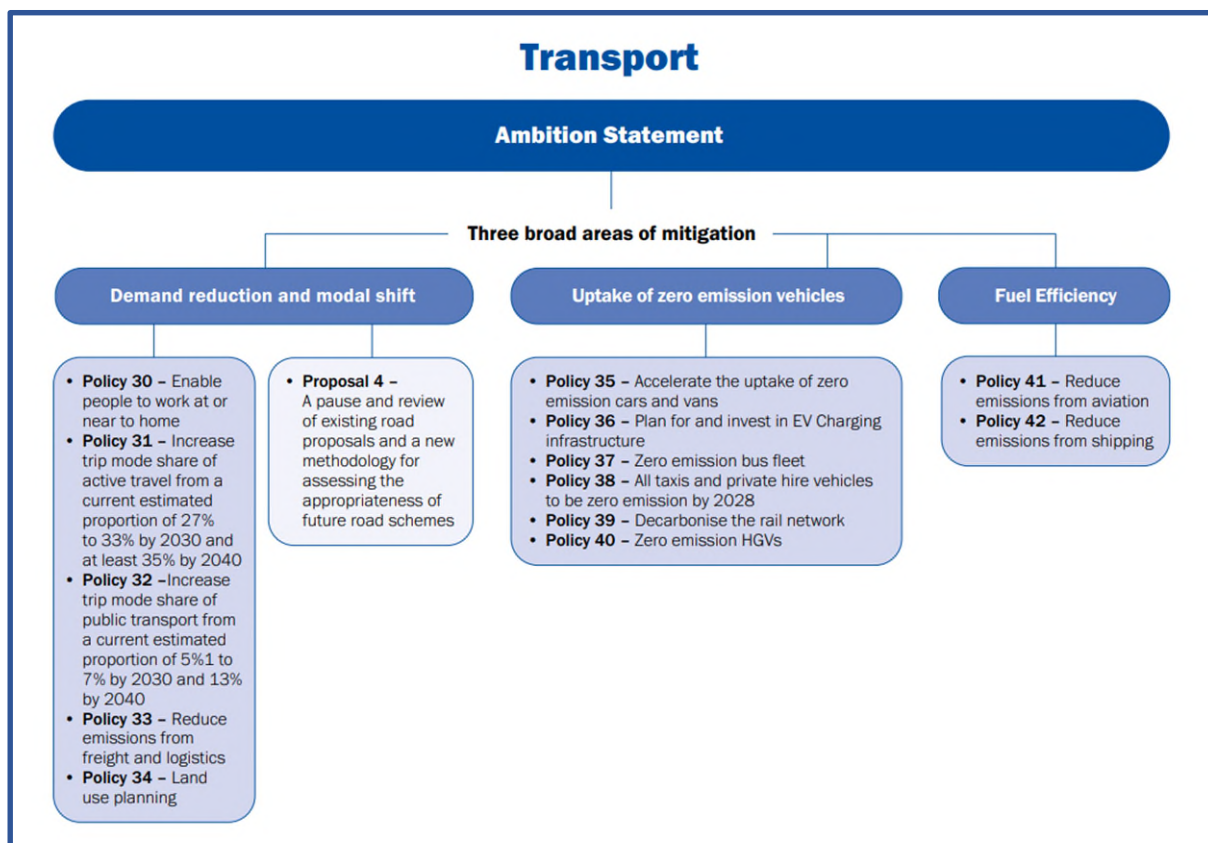 Transport
Ambition Statement
Three broad areas of mitigation
Demand reduction and modal shift
• Policy 30 – Enable
people to work at or
near to home
• Policy 31 – Increase
trip mode share of
active travel from a
current estimated
proportion of 27%
to 33% by 2030 and
at least 35% by 2040
• Policy 32 –Increase
trip mode share of
public transport from
a current estimated
proportion of 5%1 to
7% by 2030 and 13%
by 2040
• Policy 33 – Reduce
emissions from
freight and logistics
• Policy 34 – Land
use planning
• Proposal 4 –
A pause and review
of existing road
proposals and a new
methodology for
assessing the
appropriateness of
future road schemes
Uptake of zero emission vehicles
• Policy 35 – Accelerate the uptake of zero
emission cars and vans
• Policy 36 – Plan for and invest in EV Charging
infrastructure
• Policy 37 – Zero emission bus fleet
• Policy 38 – All taxis and private hire vehicles
to be zero emission by 2028
• Policy 39 – Decarbonise the rail network
• Policy 40 – Zero emission HGVs
Fuel Efficiency
• Policy 41 – Reduce
emissions from aviation
• Policy 42 – Reduce
emissions from shipping